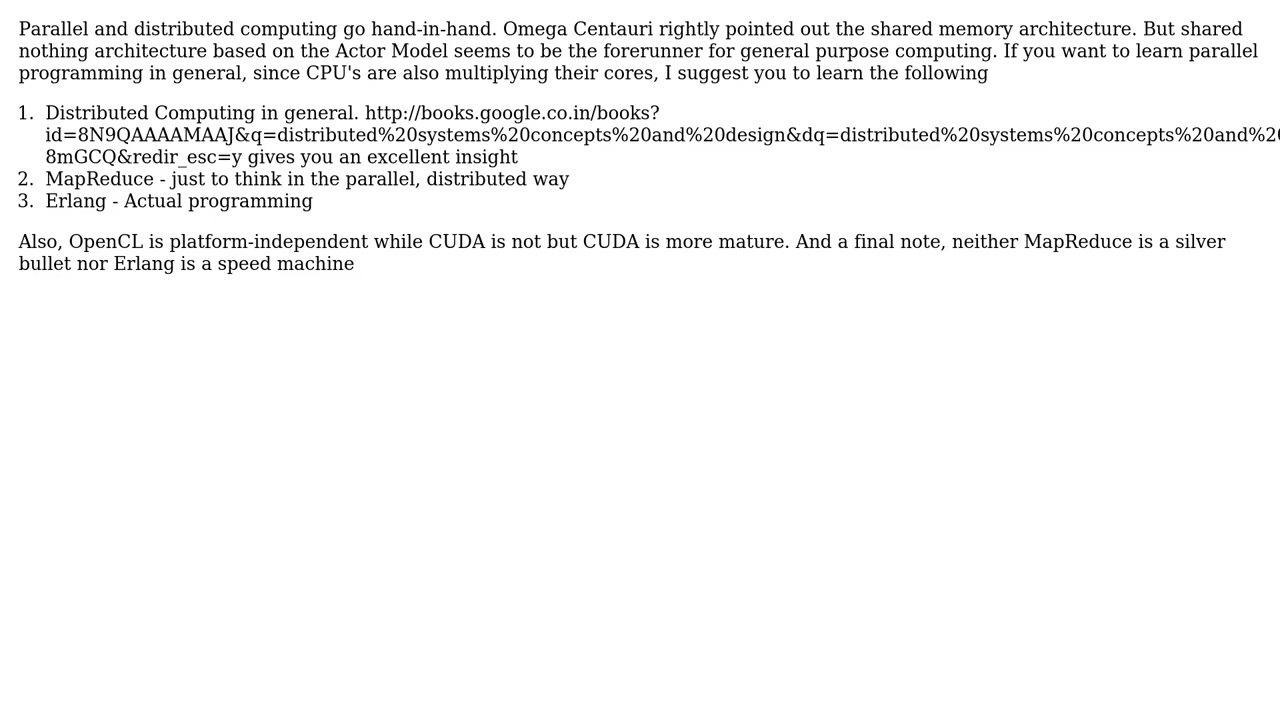 Parallel and distributed computing go hand-in-hand. Omega Centauri rightly pointed out the shared memory architecture. But shared
nothing architecture based on the Actor Model seems to be the forerunner for general purpose computing. If you want to learn parallel
programming in general, since CPU's are also multiplying their cores, I suggest you to learn the following
1. Distributed Computing in general. http://books.google.co.in/books?
id=8N9QAAAAMAAJ&q=distributed%20systems%20concepts%20and%20design&dq=distributed%20systems%20concepts%20and%20
8mGCQ&redir_esc=y gives you an excellent insight
2. MapReduce - just to think in the parallel, distributed way
3. Erlang - Actual programming
Also, OpenCL is platform-independent while CUDA is not but CUDA is more mature. And a final note, neither MapReduce is a silver
bullet nor Erlang is a speed machine